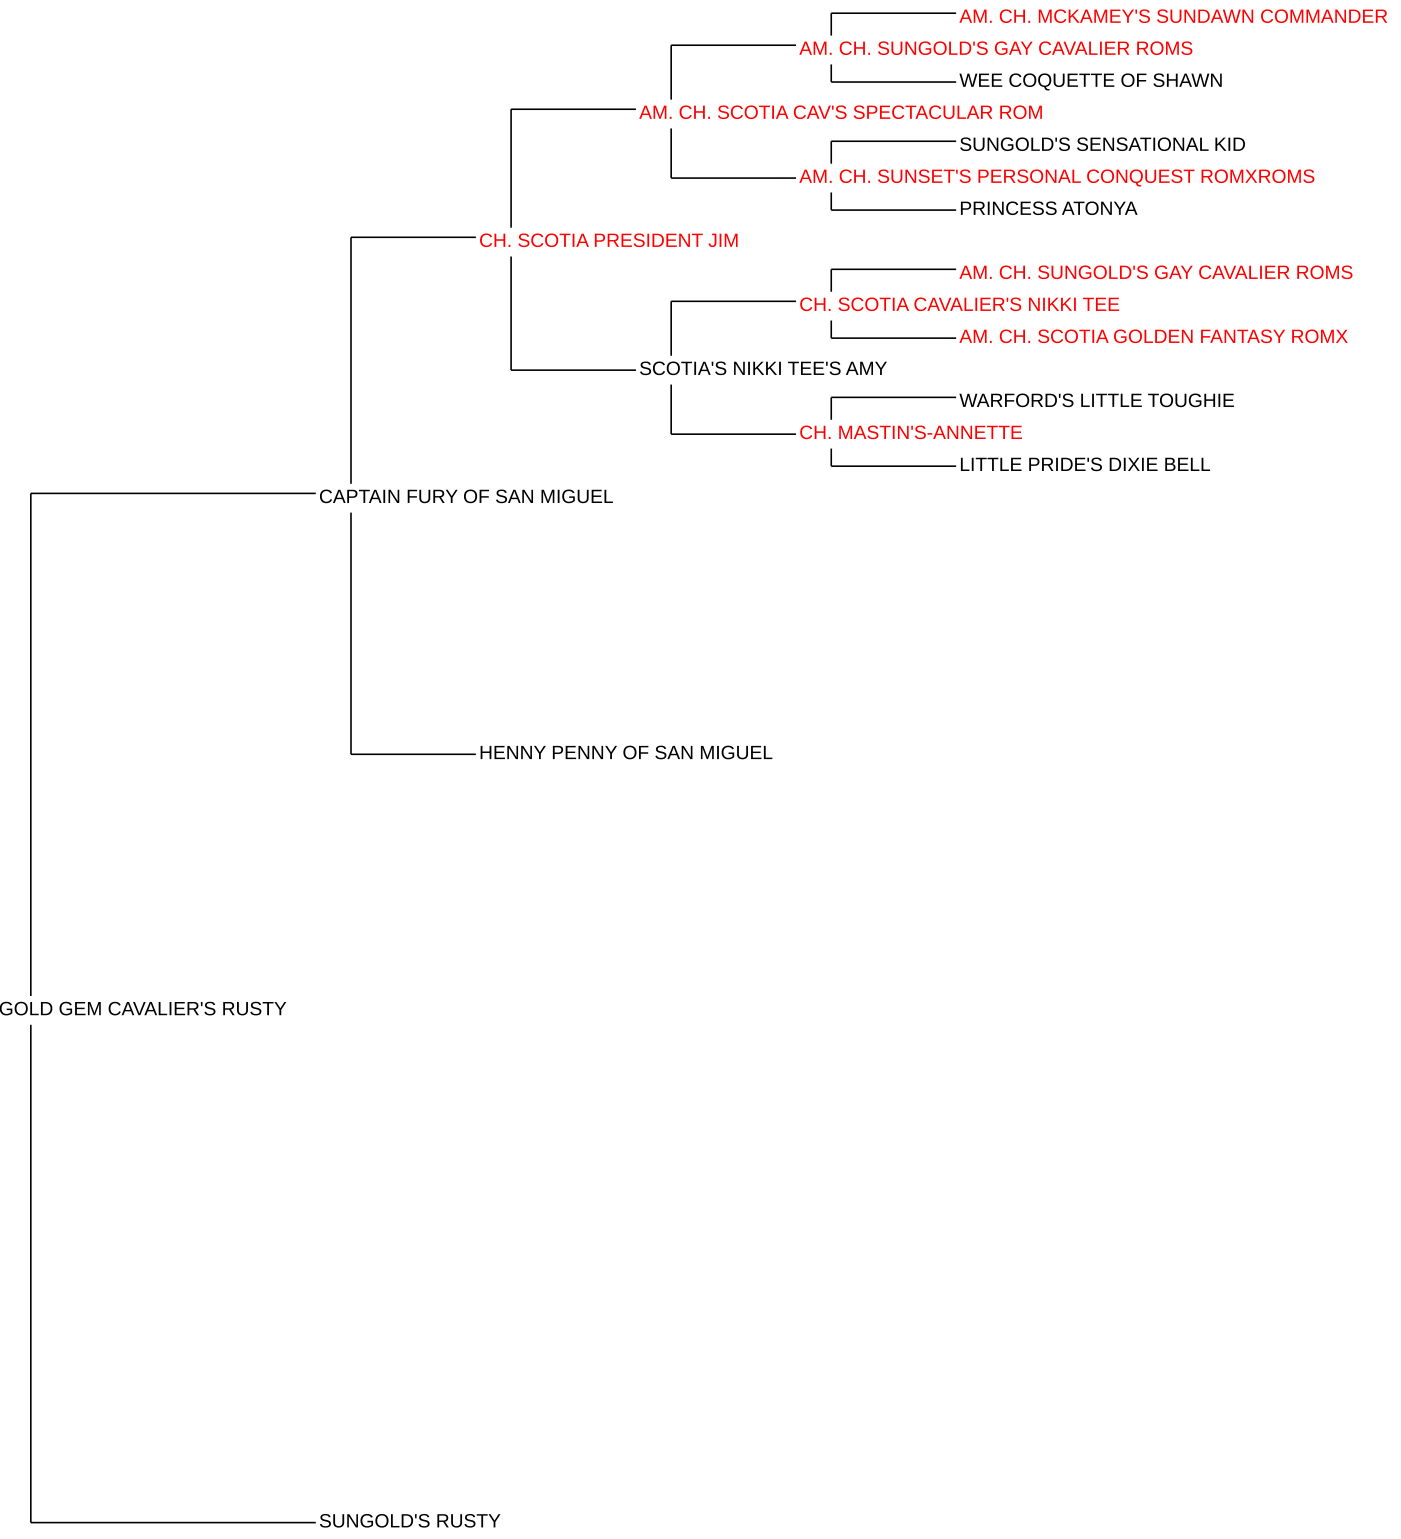 AM. CH. MCKAMEY'S SUNDAWN COMMANDER
AM. CH. SUNGOLD'S GAY CAVALIER ROMS
WEE COQUETTE OF SHAWN
AM. CH. SCOTIA CAV'S SPECTACULAR ROM
SUNGOLD'S SENSATIONAL KID
AM. CH. SUNSET'S PERSONAL CONQUEST ROMXROMS
PRINCESS ATONYA
CH. SCOTIA PRESIDENT JIM
AM. CH. SUNGOLD'S GAY CAVALIER ROMS
CH. SCOTIA CAVALIER'S NIKKI TEE
AM. CH. SCOTIA GOLDEN FANTASY ROMX
SCOTIA'S NIKKI TEE'S AMY
WARFORD'S LITTLE TOUGHIE
CH. MASTIN'S-ANNETTE
LITTLE PRIDE'S DIXIE BELL
CAPTAIN FURY OF SAN MIGUEL
HENNY PENNY OF SAN MIGUEL
GOLD GEM CAVALIER'S RUSTY
SUNGOLD'S RUSTY